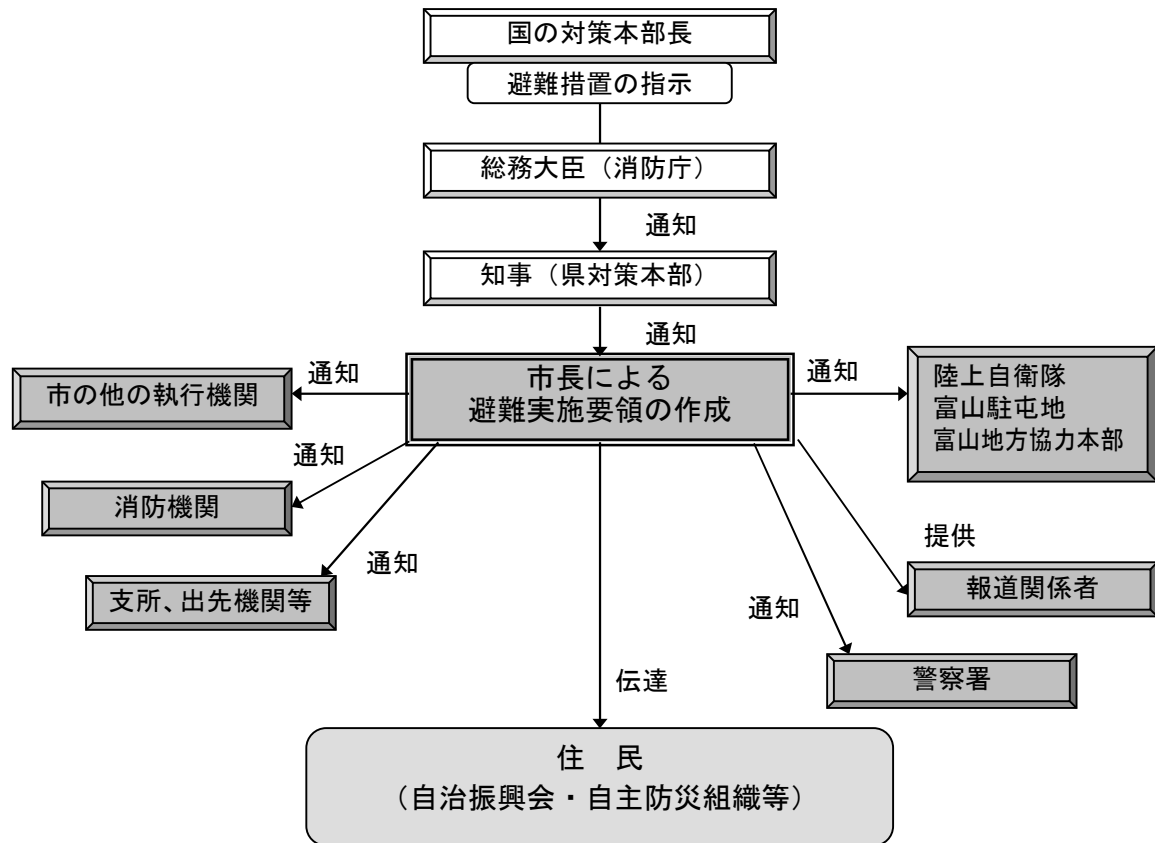 国の対策本部長
避難措置の指示
総務大臣（消防庁）
通知
知事（県対策本部）
通知
通知
市長による
避難実施要領の作成
通知
市の他の執行機関
陸上自衛隊
富山駐屯地
富山地方協力本部
通知
消防機関
通知
提供
支所、出先機関等
報道関係者
通知
警察署
伝達
住　民
（自治振興会・自主防災組織等）